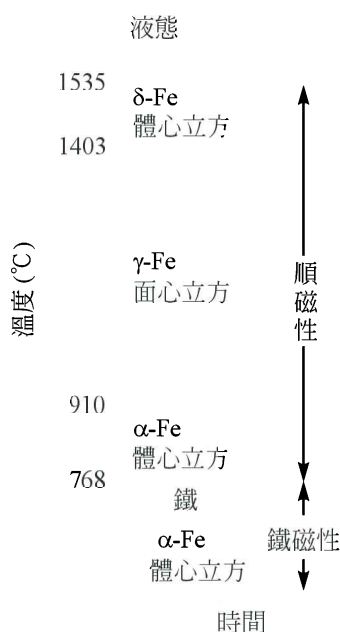 液態
1535
δ-Fe
體心立方
1403
溫度 (℃)
γ-Fe
面心立方
順磁性
910
α-Fe
體心立方
768
鐵
α-Fe
鐵磁性
體心立方
時間